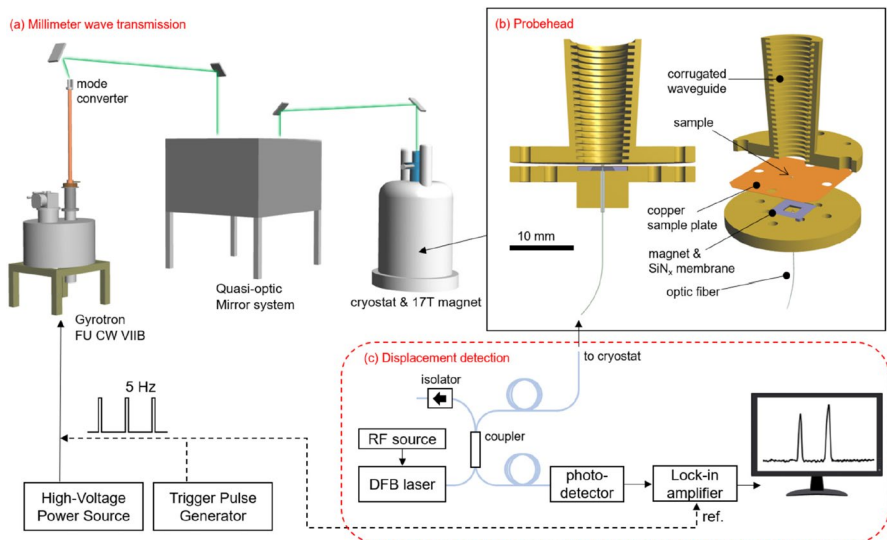 (a) Millimeter wave transmission
mode
converter
Gyrotron
FU CW VIIB
Quasi-optic
Mirror system
cryostat & 17T magnet
5 Hz
High-Voltage
Power Source
Trigger Pulse
Generator
(b) Probehead
10 mm
corrugated
waveguide
sample
copper
sample plate
magnet &
SiNx membrane
optic fiber
(c) Displacement detection
to cryostat
isolator
RF source
coupler
DFB laser
photo-
detector
Lock-in
amplifier
ref.